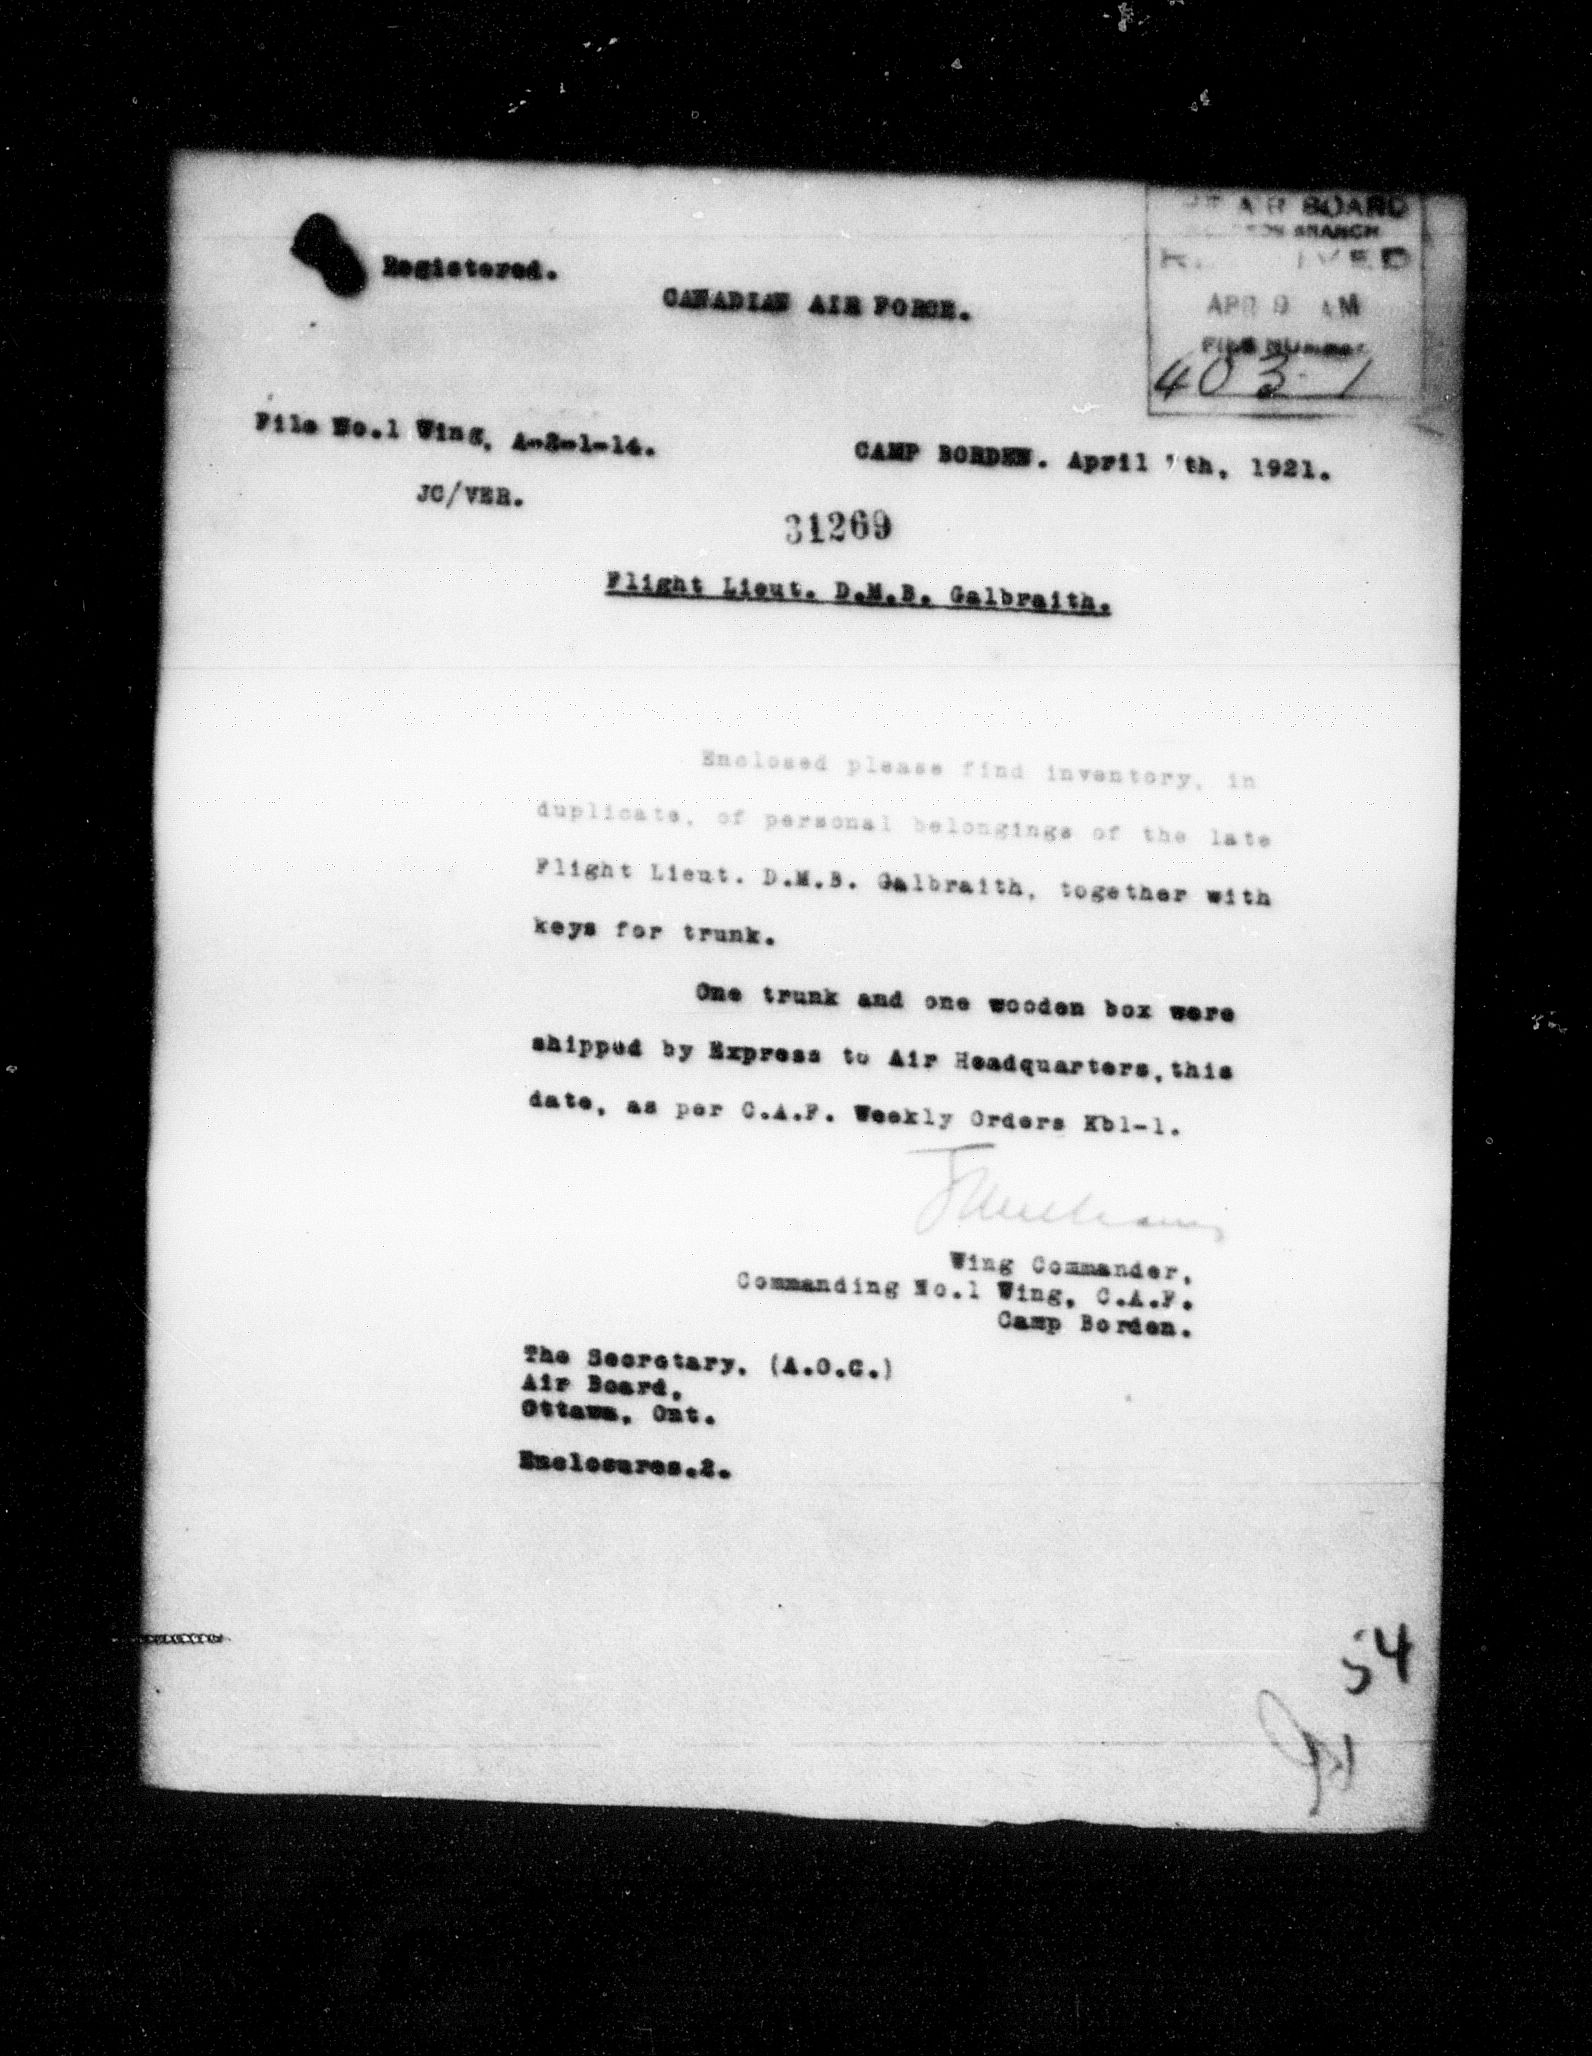 AIR BOARD
BRANCH
APR 9 AM
File Number
403-1
Registered.
CANADIAN AIR FORCE.
File No.1 Wing, A-2-1-14.
CAMP BORDEN. April 7th, 1921.
JC/VER.
31269
Flight Lieut. D.M.B. Galbraith.
Enclosed please find inventory, in
duplicate, of personal belongings of the late
Flight Lieut. D.M.B. Galbraith, together with
keys for trunk.
One trunk and one wooden box were
shipped by Express to Air Headquarters, this
date, as per C.A.F. Weekly Orders Kbl-1.
Wing Commander,
Commanding No.1 Wing, C.A.F.
Camp Borden.
The Secretary, (A.O.C.)
Air Board,
Ottawa, Ont.
Enclosures.2.
54